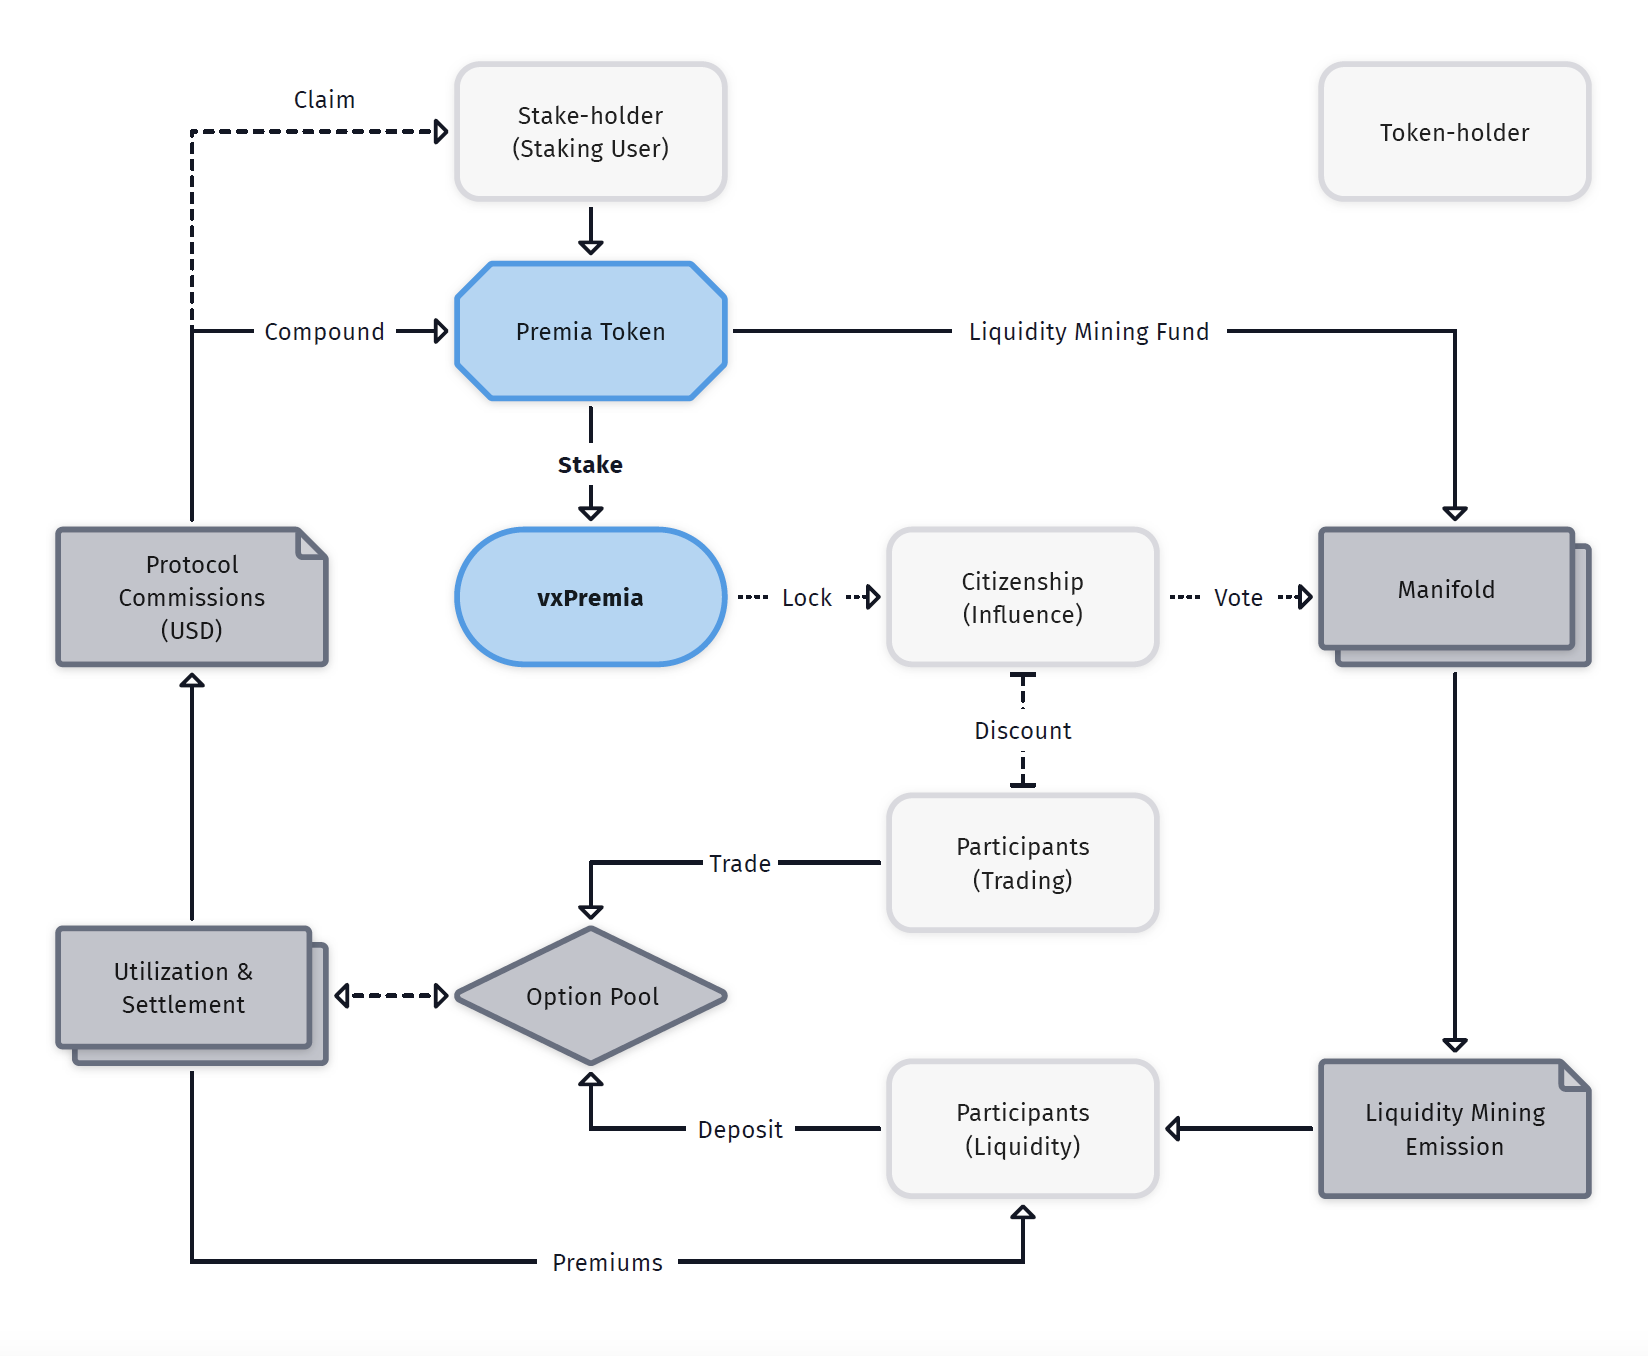 Claim
Stake-holder
(Staking User)
Token-holder
Compound
Premia Token
Liquidity Mining Fund
Stake
Protocol
Commissions
(USD)
vxPremia
Lock
Citizenship
(Influence)
Vote
Manifold
Discount
Participants
(Trading)
Trade
Utilization &
Settlement
Option Pool
Deposit
Participants
(Liquidity)
Liquidity Mining
Emission
Premiums